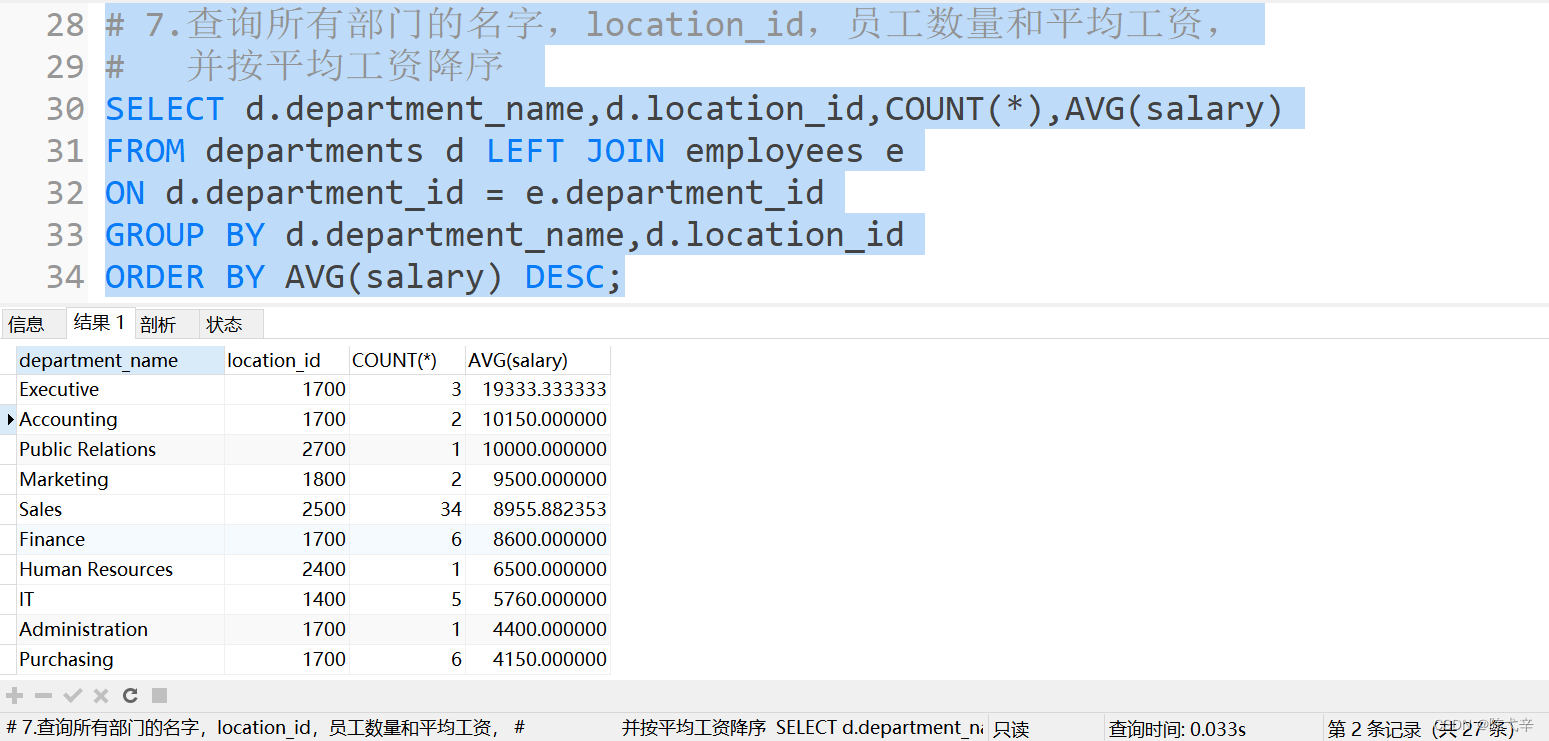 28 # 7.查询所有部门的名字，location_id，员工数量和平均工资，
29 #   并按平均工资降序
30 SELECT d.department_name,d.location_id,COUNT(*),AVG(salary)
31 FROM departments d LEFT JOIN employees e
32 ON d.department_id = e.department_id
33 GROUP BY d.department_name,d.location_id
34 ORDER BY AVG(salary) DESC;
信息 结果 1 剖析 状态
department_name location_id COUNT(*) AVG(salary)
Executive 1700 3 19333.333333
Accounting 1700 2 10150.000000
Public Relations 2700 1 10000.000000
Marketing 1800 2 9500.000000
Sales 2500 34 8955.882353
Finance 1700 6 8600.000000
Human Resources 2400 1 6500.000000
IT 1400 5 5760.000000
Administration 1700 1 4400.000000
Purchasing 1700 6 4150.000000
# 7.查询所有部门的名字，location_id，员工数量和平均工资， # 并按平均工资降序 SELECT d.department_na 只读 查询时间: 0.033s 第 2 条记录 (共 27 条)